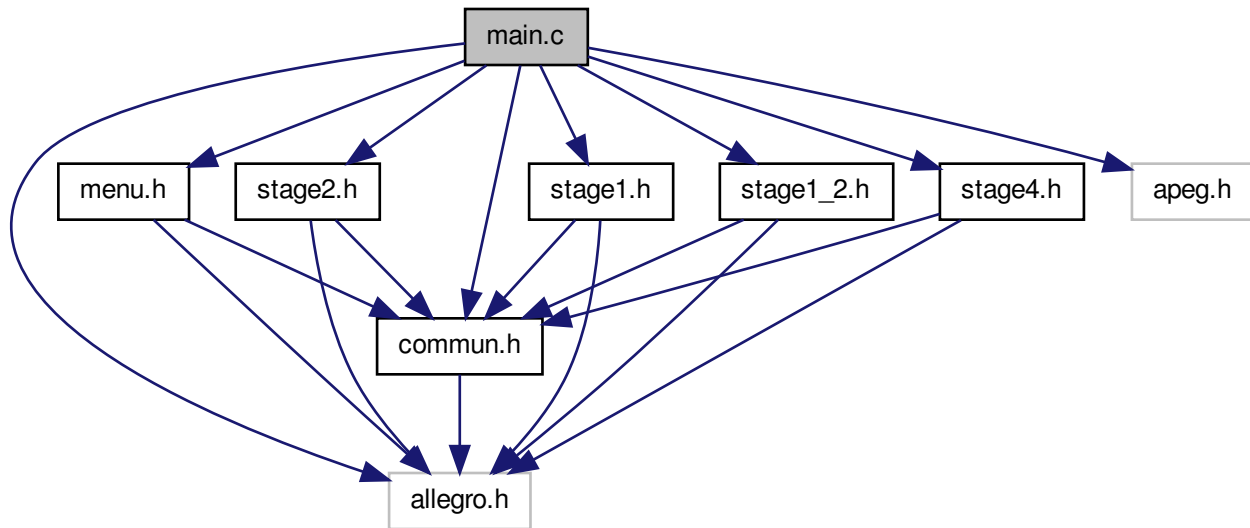 main.c
menu.h
stage2.h
stage1.h
stage1_2.h
stage4.h
apeg.h
commun.h
allegro.h